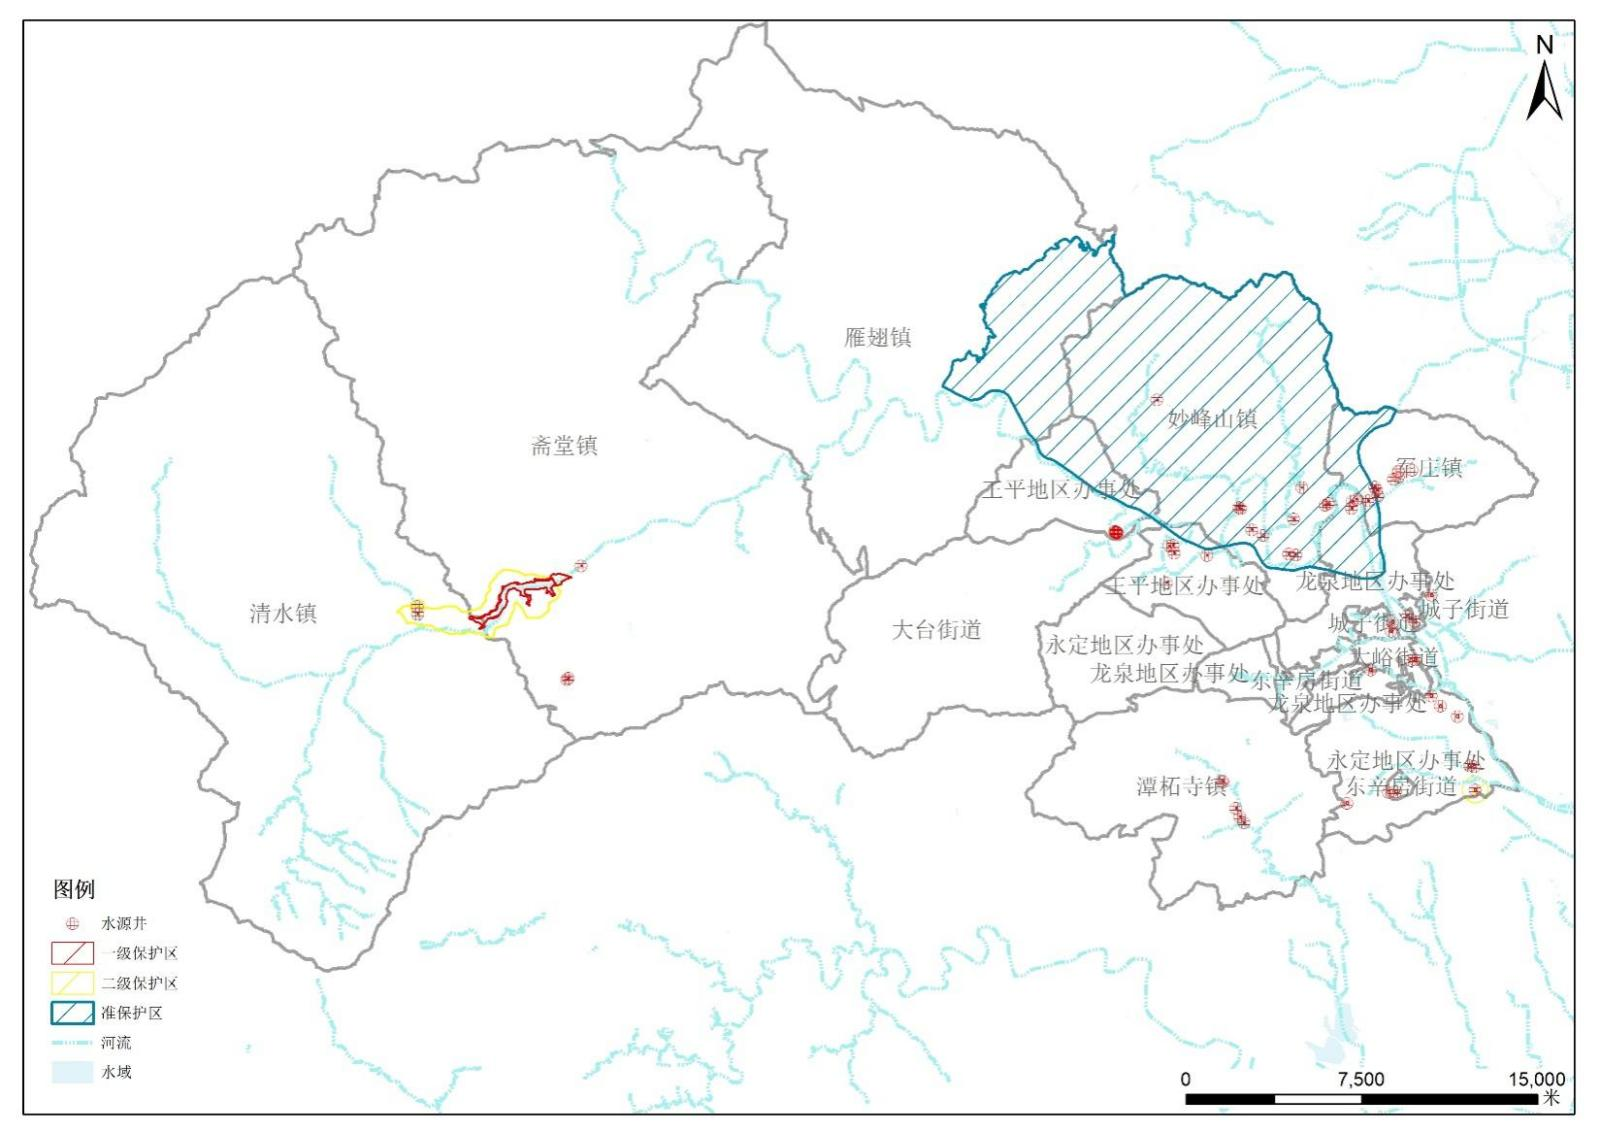 N
雁翅镇
妙峰山镇
斋堂镇
军庄镇
王平地区办事处
王平地区办事处
龙泉地区办事处
清水镇
城子街道
城子街道
大台街道
永定地区办事处
大峪街道
龙泉地区办事处
东辛房街道
龙泉地区办事处
永定地区办事处
潭柘寺镇
东辛房街道
图例
水源井
一级保护区
二级保护区
准保护区
河流
水域
0 7,500 15,000
米